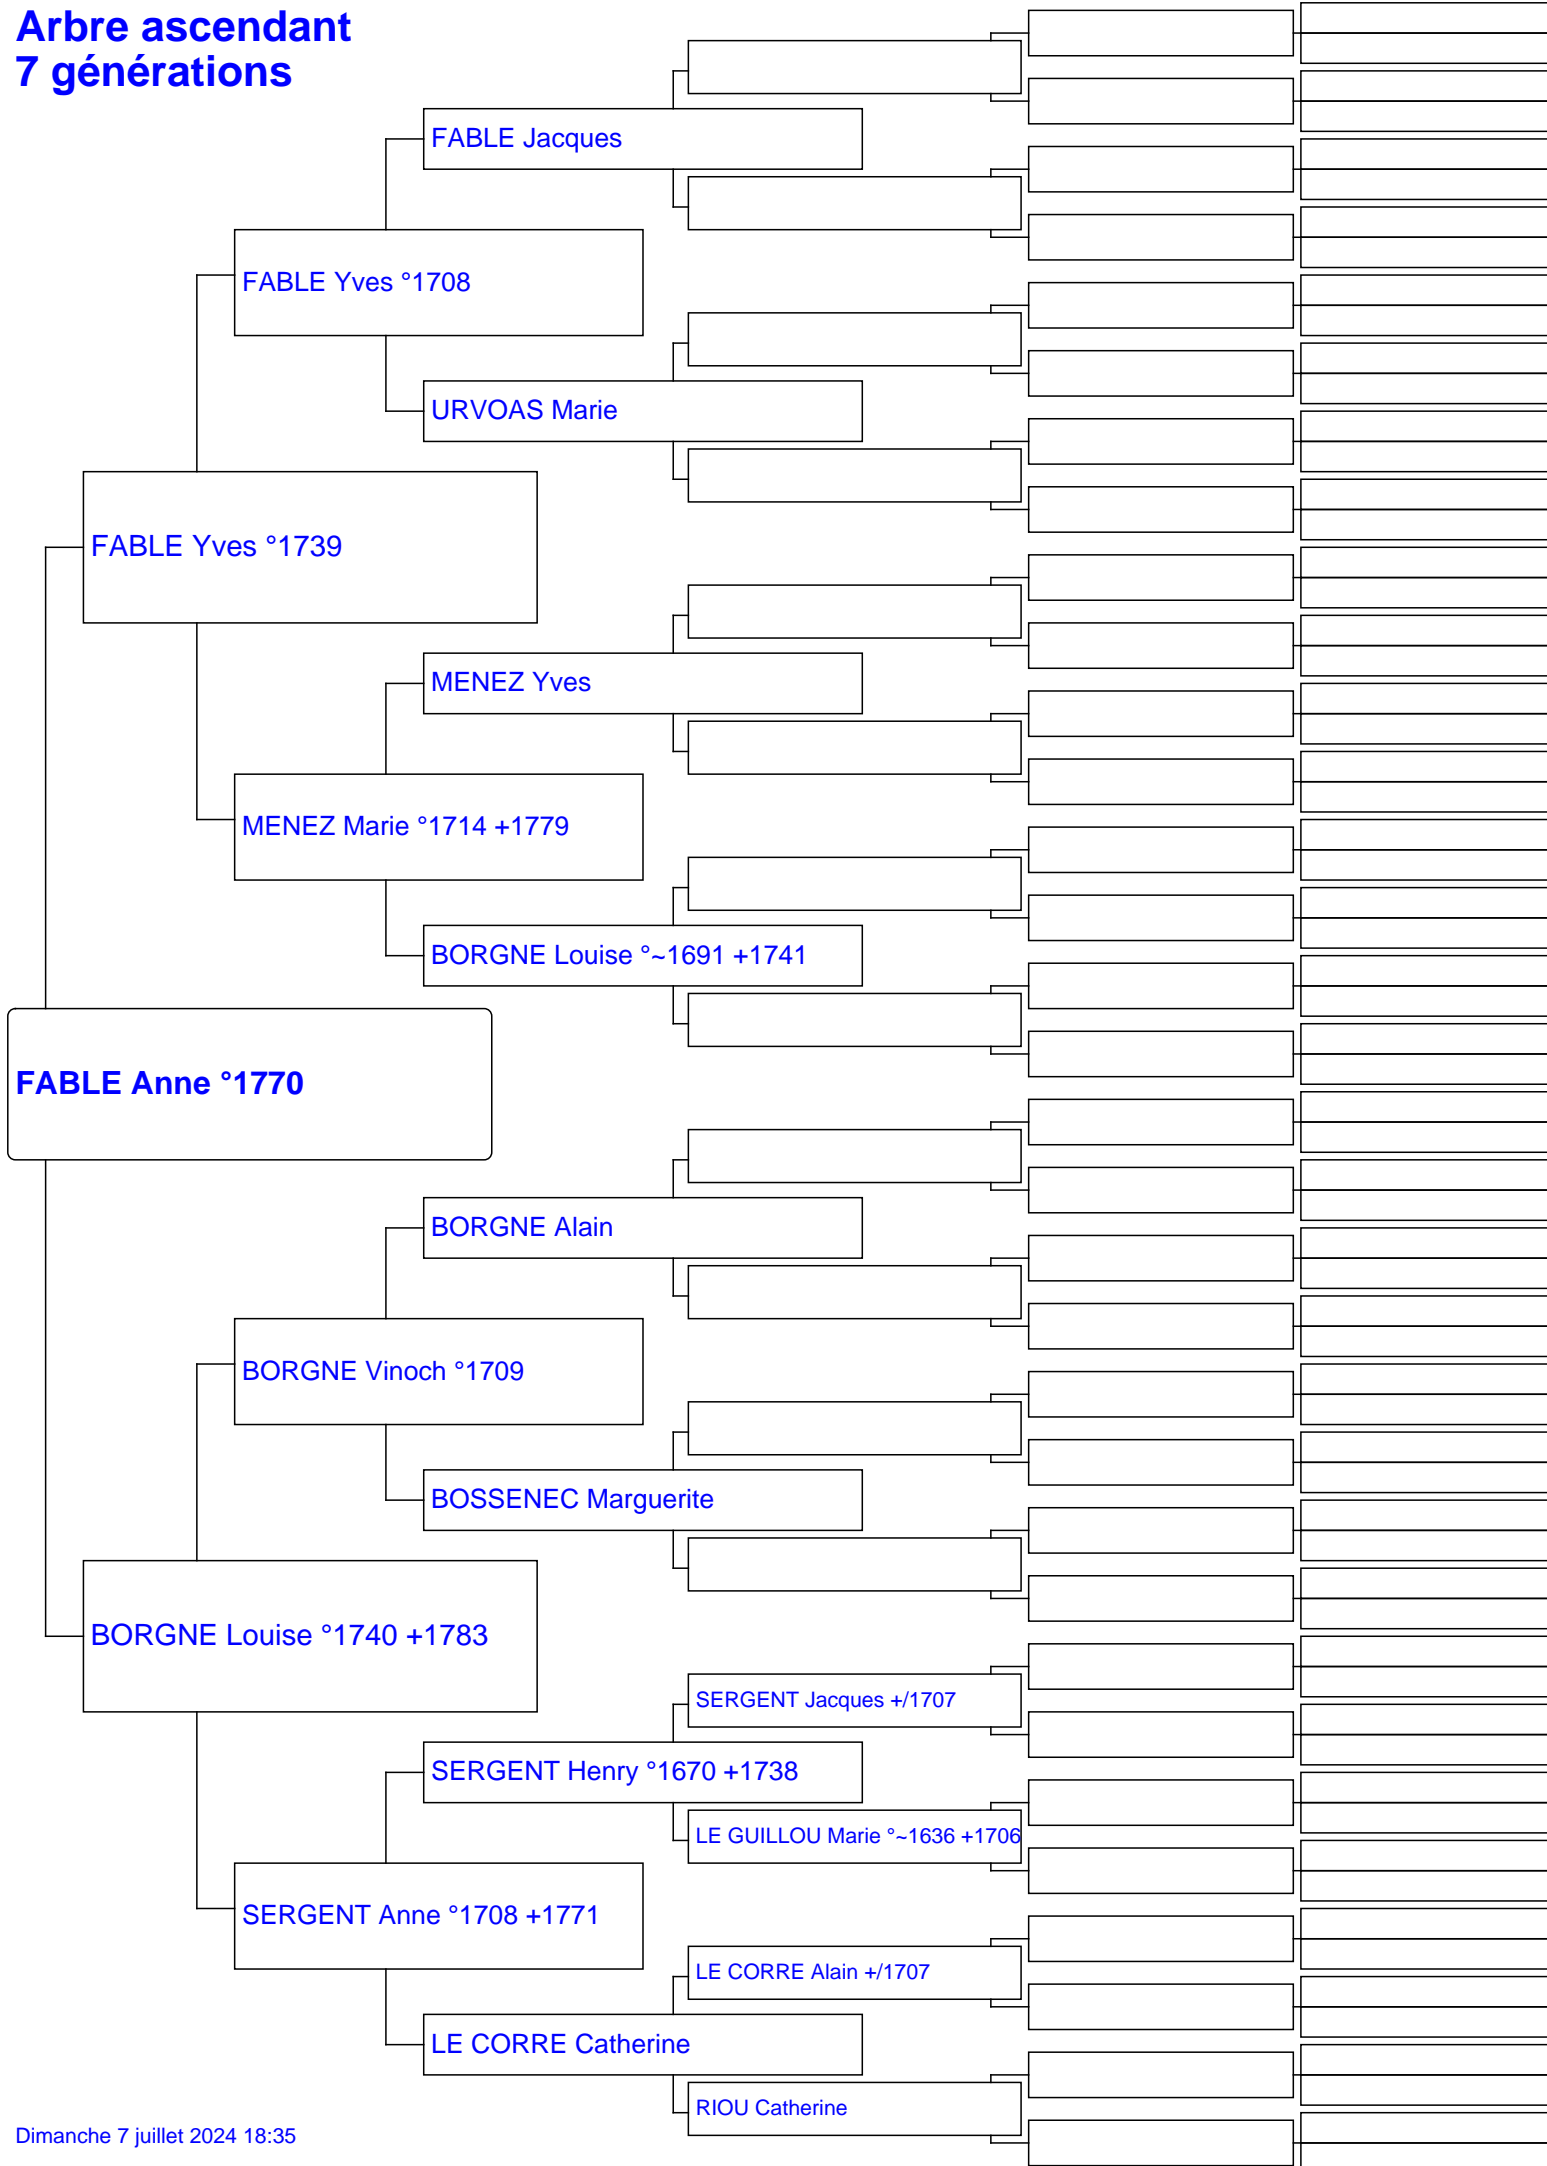 Arbre ascendant
7 générations
FABLE Jacques
FABLE Yves °1708
URVOAS Marie
FABLE Yves °1739
MENEZ Yves
MENEZ Marie °1714 +1779
BORGNE Louise °~1691 +1741
FABLE Anne °1770
BORGNE Alain
BORGNE Vinoch °1709
BOSSENEC Marguerite
BORGNE Louise °1740 +1783
SERGENT Jacques +/1707
SERGENT Henry °1670 +1738
LE GUILLOU Marie °~1636 +1706
SERGENT Anne °1708 +1771
LE CORRE Alain +/1707
LE CORRE Catherine
RIOU Catherine
Dimanche 7 juillet 2024 18:35